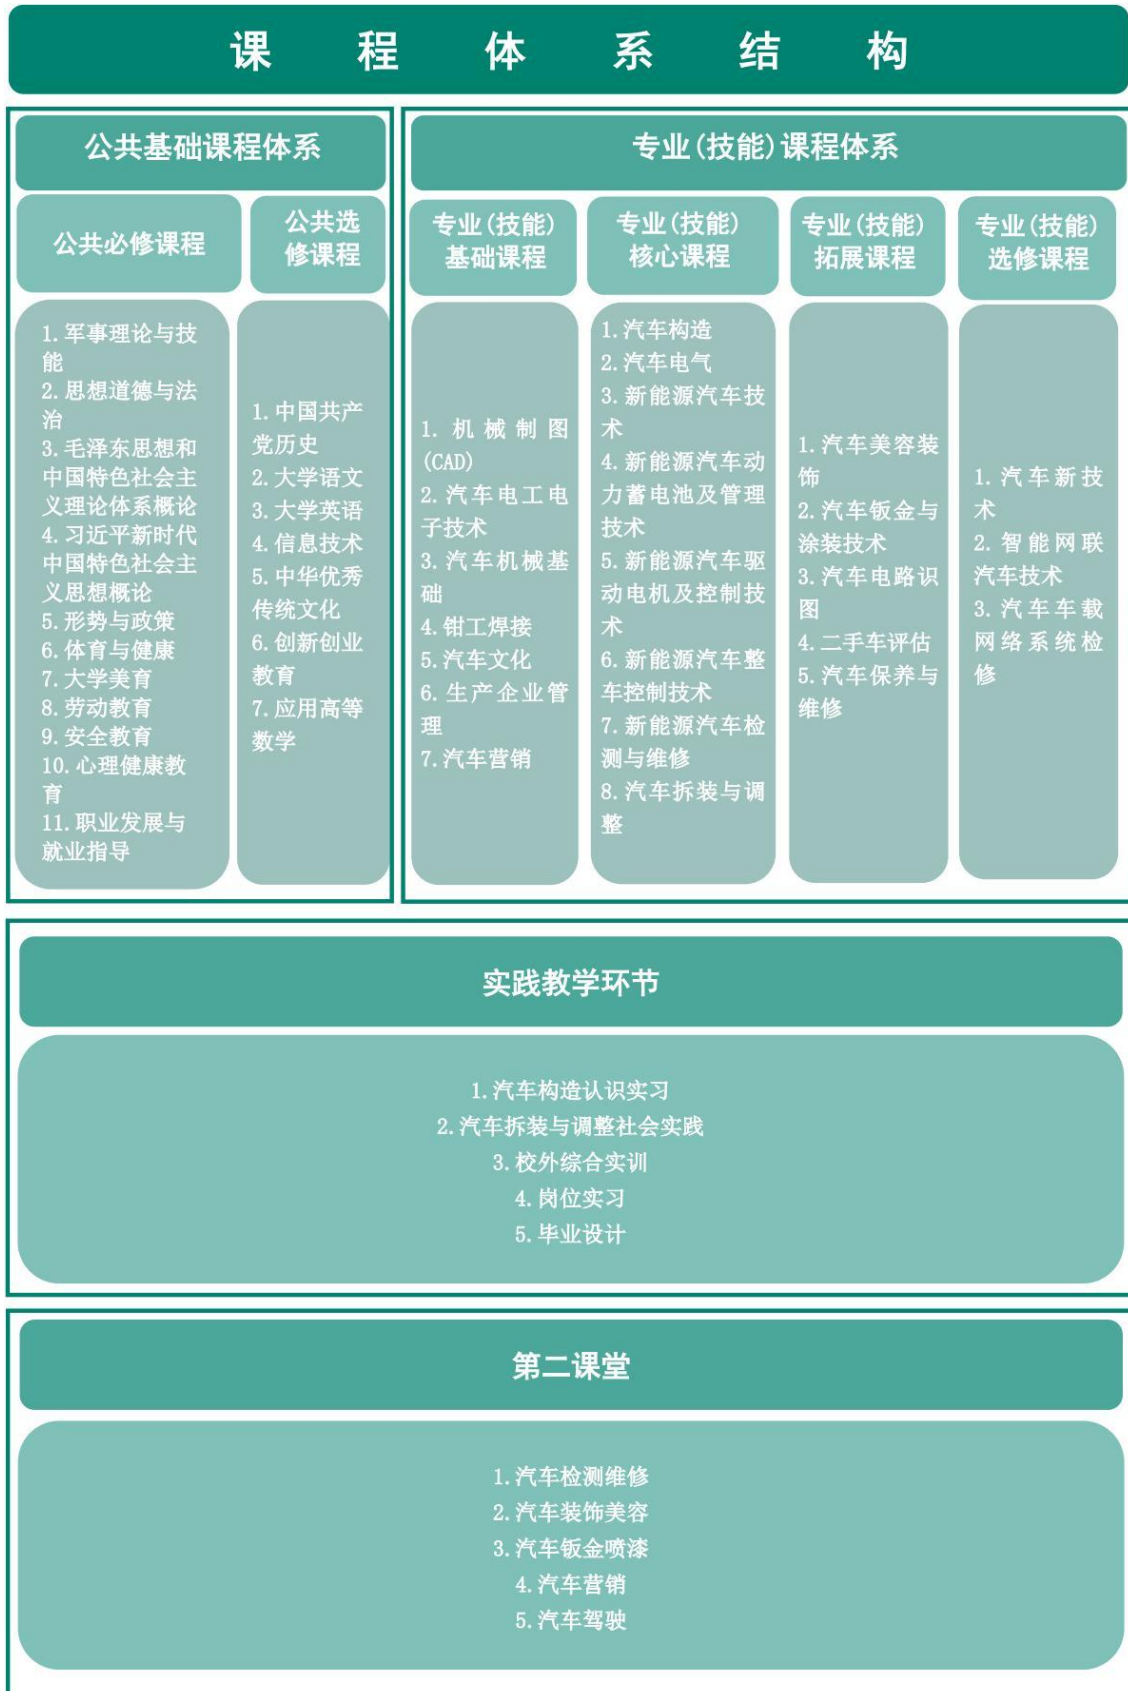 课程体系结构
公共基础课程体系
公共必修课程
1.军事理论与技
能
2.思想道德与法
治
3.毛泽东思想和
中国特色社会主
义理论体系概论
4.习近平新时代
中国特色社会主
义思想概论
5.形势与政策
6.体育与健康
7.大学美育
8.劳动教育
9.安全教育
10.心理健康教
育
11.职业发展与
就业指导
公共选
修课程
1.中国共产
党历史
2.大学语文
3.大学英语
4.信息技术
5.中华优秀
传统文化
6.创新创业
教育
7.应用高等
数学
专业(技能)课程体系
专业(技能)
基础课程
1.机械制图
(CAD)
2.汽车电工电
子技术
3.汽车机械基
础
4.钳工焊接
5.汽车文化
6.生产企业管
理
7.汽车营销
专业(技能)
核心课程
1.汽车构造
2.汽车电气
3.新能源汽车技
术
4.新能源汽车动
力蓄电池及管理
技术
5.新能源汽车驱
动电机及控制技
术
6.新能源汽车整
车控制技术
7.新能源汽车检
测与维修
8.汽车拆装与调
整
专业(技能)
拓展课程
1.汽车美容装
饰
2.汽车钣金与
涂装技术
3.汽车电路识
图
4.二手车评估
5.汽车保养与
维修
专业(技能)
选修课程
1.汽车新技
术
2.智能网联
汽车技术
3.汽车车载
网络系统检
修
实践教学环节
1.汽车构造认识实习
2.汽车拆装与调整社会实践
3.校外综合实训
4.岗位实习
5.毕业设计
第二课堂
1.汽车检测维修
2.汽车装饰美容
3.汽车钣金喷漆
4.汽车营销
5.汽车驾驶